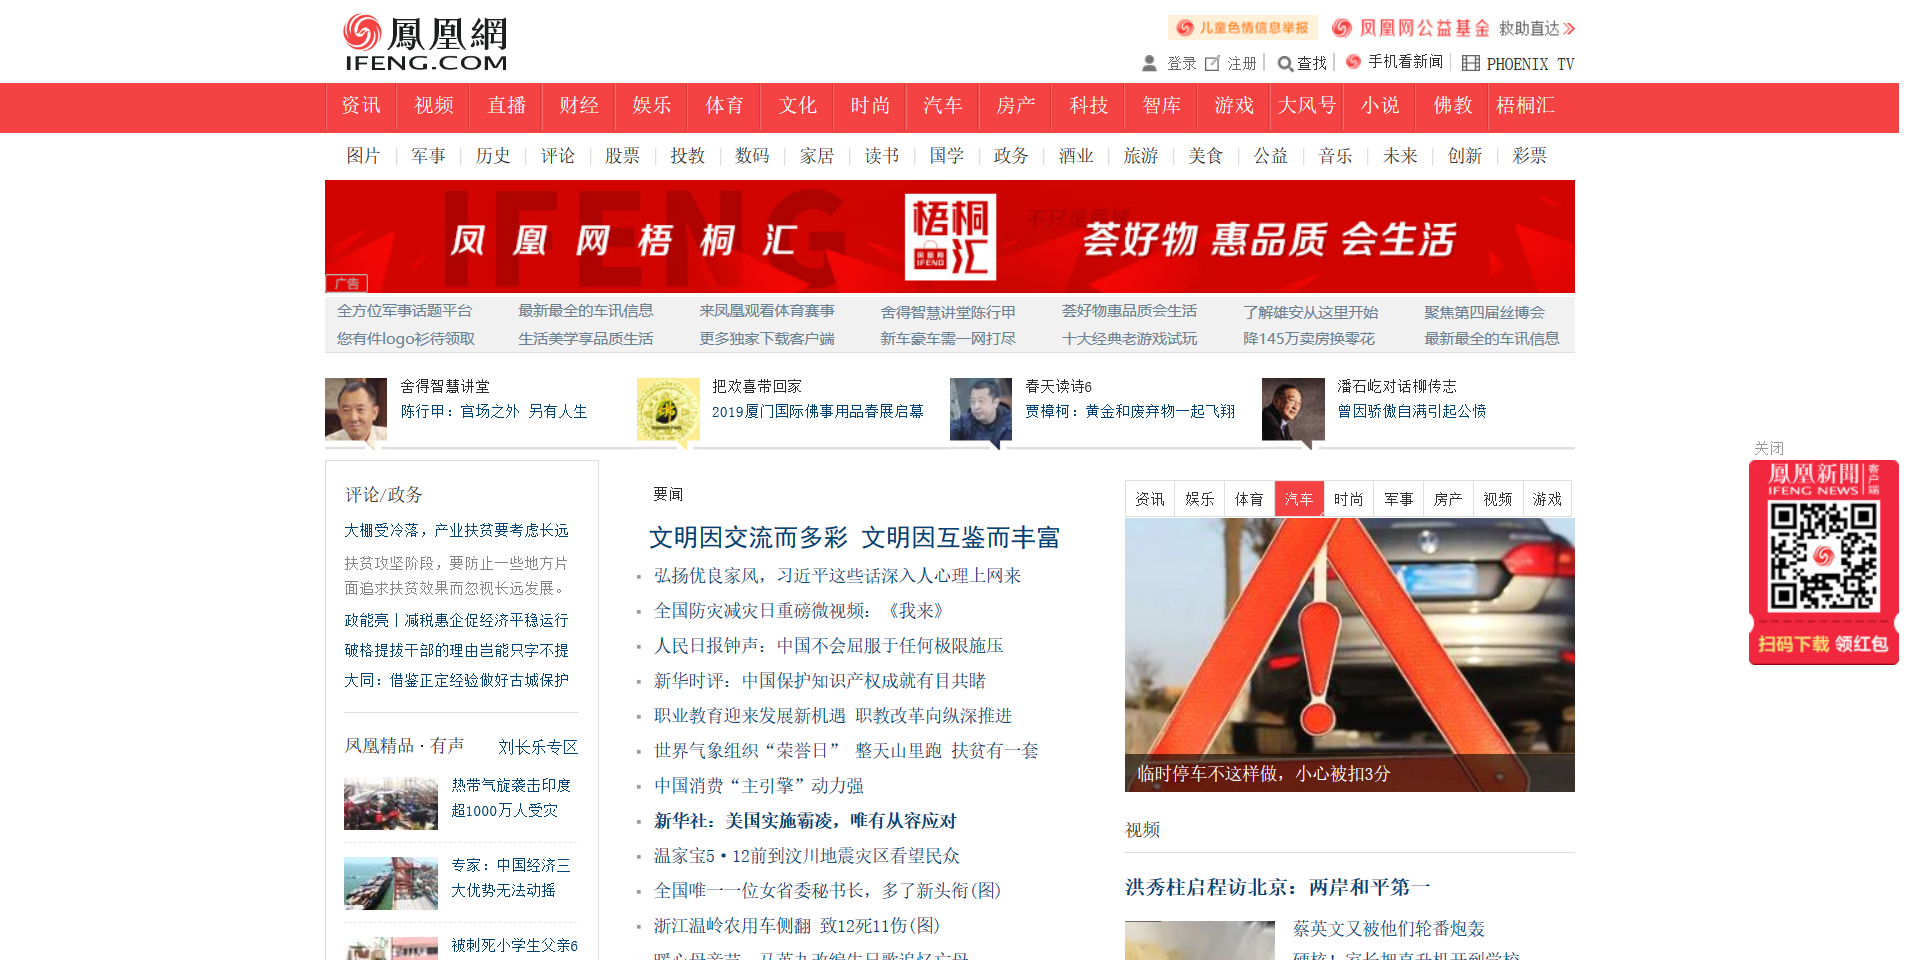 鳳凰網
IFENG.COM
儿童色情信息举报 凤凰网公益基金 救助直达
登录 注册 查找 手机看新闻 PHOENIX TV
资讯 视频 直播 财经 娱乐 体育 文化 时尚 汽车 房产 科技 智库 游戏 大风号 小说 佛教 梧桐汇
图片 军事 历史 评论 股票 投教 数码 家居 读书 国学 政务 酒业 旅游 美食 公益 音乐 未来 创新 彩票
IFENG
凤凰网梧桐汇 梧桐汇 凤凰网 IFENG 不只是商城 荟好物 惠品质 会生活
广告
全方位军事话题平台 最新最全的车讯信息 来凤凰观看体育赛事 舍得智慧讲堂陈行甲 荟好物惠品质会生活 了解雄安从这里开始 聚焦第四届丝博会
您有件logo衫待领取 生活美学享品质生活 更多独家下载客户端 新车豪车需一网打尽 十大经典老游戏试玩 降145万卖房换零花 最新最全的车讯信息
舍得智慧讲堂
陈行甲：官场之外 另有人生
把欢喜带回家
2019厦门国际佛事用品春展启幕
春天读诗6
贾樟柯：黄金和废弃物一起飞翔
潘石屹对话柳传志
曾因骄傲自满引起公愤
评论/政务
大棚受冷落，产业扶贫要考虑长远
扶贫攻坚阶段，要防止一些地方片
面追求扶贫效果而忽视长远发展。
政能亮丨减税惠企促经济平稳运行
破格提拔干部的理由岂能只字不提
大同：借鉴正定经验做好古城保护
凤凰精品·有声 刘长乐专区
热带气旋袭击印度
超1000万人受灾
专家：中国经济三
大优势无法动摇
被刺死小学生父亲6
要闻
文明因交流而多彩 文明因互鉴而丰富
弘扬优良家风，习近平这些话深入人心理上网来
全国防灾减灾日重磅微视频：《我来》
人民日报钟声：中国不会屈服于任何极限施压
新华时评：中国保护知识产权成就有目共睹
职业教育迎来发展新机遇 职教改革向纵深推进
世界气象组织“荣誉日” 整天山里跑 扶贫有一套
中国消费“主引擎”动力强
新华社：美国实施霸凌，唯有从容应对
温家宝5·12前到汶川地震灾区看望民众
全国唯一一位女省委秘书长，多了新头衔(图)
浙江温岭农用车侧翻 致12死11伤(图)
暖心母亲节，马英九改编生日歌追忆亡母
资讯 娱乐 体育 汽车 时尚 军事 房产 视频 游戏
临时停车不这样做，小心被扣3分
视频
洪秀柱启程访北京：两岸和平第一
蔡英文又被他们轮番炮轰
硬核！家长把直升机开到学校
关闭
鳳凰新聞 客户端
IFENG NEWS
扫码下载 领红包